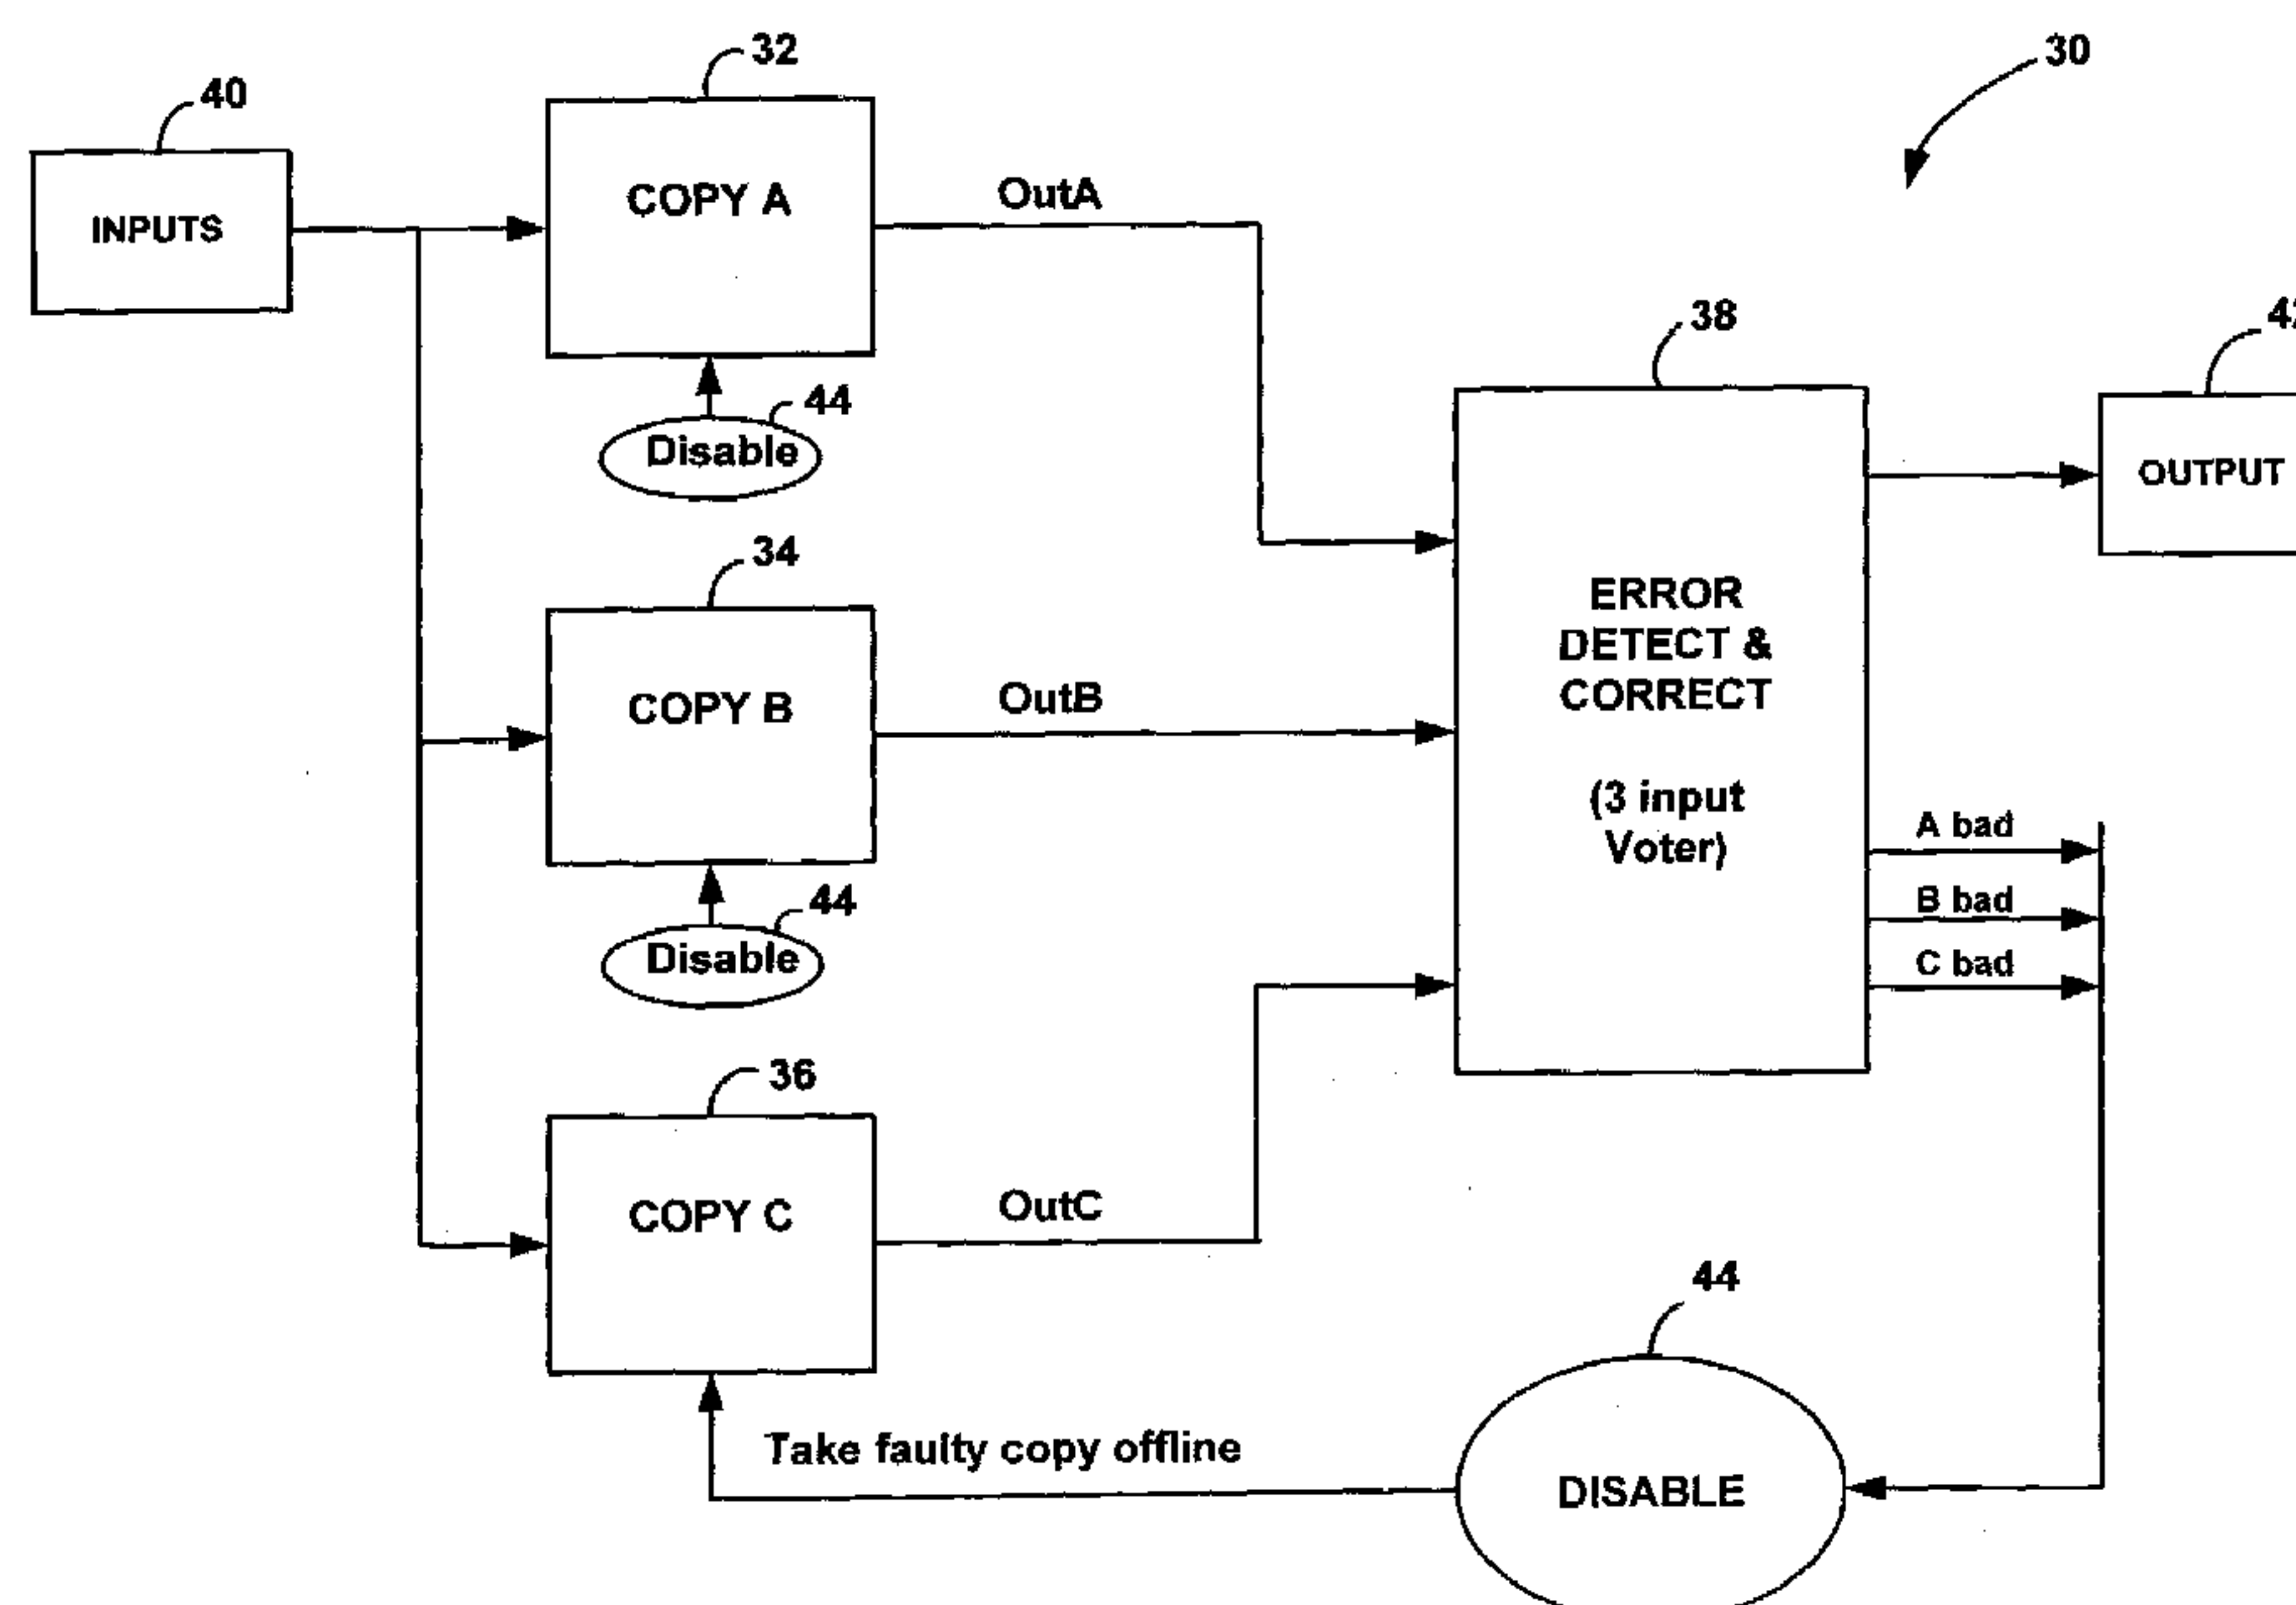 32
30
40
COPY A
OutA
INPUTS
38
44
Disable
OUTPUT
34
ERROR
DETECT &
CORRECT
COPY B
OutB
(3 input
Voter)
A bad
44
B bad
Disable
C bad
36
COPY C
OutC
44
Take faulty copy offline
DISABLE